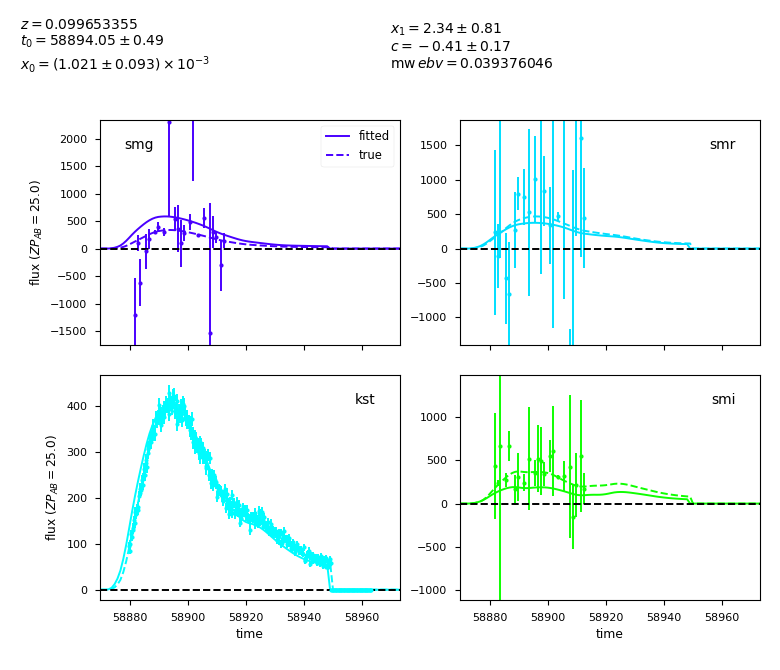 z = 0.099653355
t₀ = 58894.05 ± 0.49
x₀ = (1.021 ± 0.093) × 10⁻³
x₁ = 2.34 ± 0.81
c = −0.41 ± 0.17
mw ebv = 0.039376046
smg
fitted
true
2000
1500
1000
500
0
−500
−1000
−1500
flux (ZP_AB = 25.0)
smr
1500
1000
500
0
−500
−1000
kst
400
300
200
100
0
flux (ZP_AB = 25.0)
58880 58900 58920 58940 58960
time
smi
1000
500
0
−500
−1000
58880 58900 58920 58940 58960
time